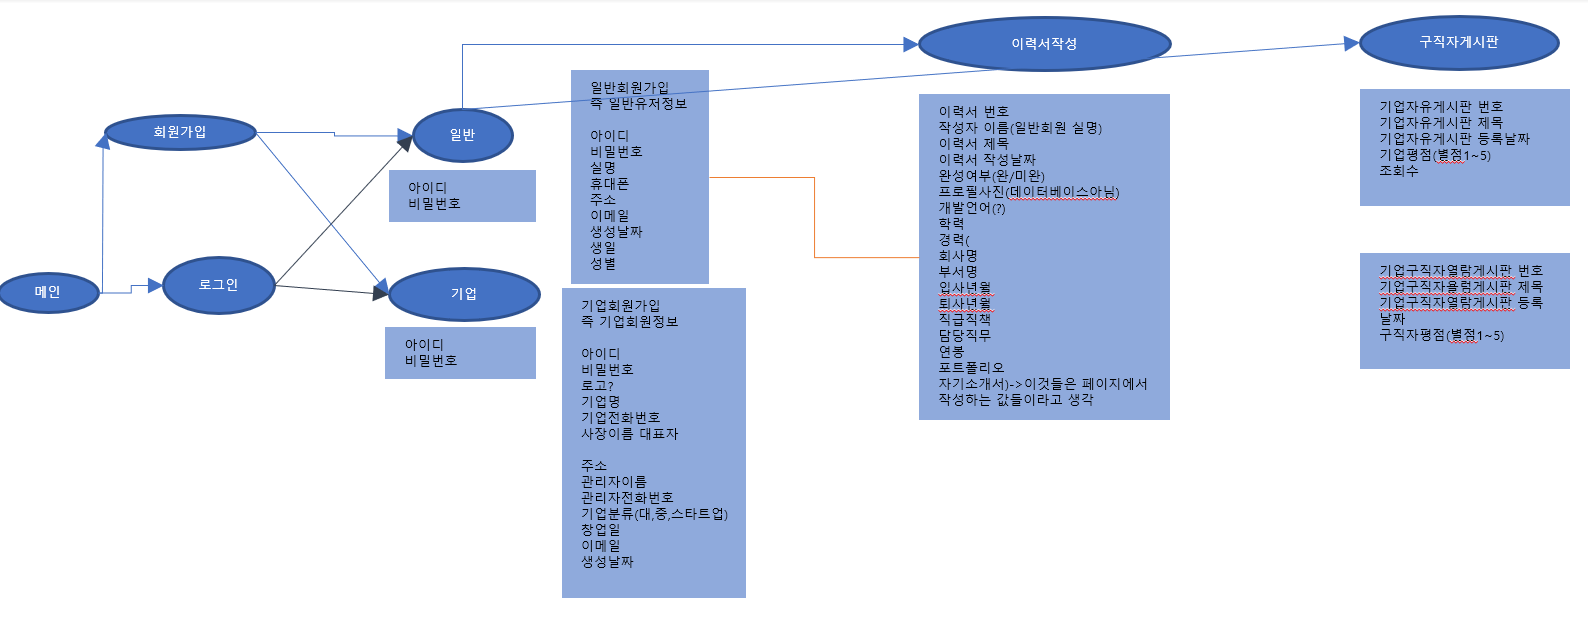 메인
회원가입
로그인
일반
아이디
비밀번호
기업
아이디
비밀번호
일반회원가입
즉 일반유저정보
아이디
비밀번호
실명
휴대폰
주소
이메일
생성날짜
생일
성별
기업회원가입
즉 기업회원정보
아이디
비밀번호
로고?
기업명
기업전화번호
사장이름 대표자
주소
관리자이름
관리자전화번호
기업분류(대,중,스타트업)
창업일
이메일
생성날짜
이력서작성
이력서 번호
작성자 이름(일반회원 실명)
이력서 제목
이력서 작성날짜
완성여부(완/미완)
프로필사진(데이터베이스아님)
개발언어(?)
학력
경력(
회사명
부서명
입사년월
퇴사년월
직급직책
담당직무
연봉
포트폴리오
자기소개서)->이것들은 페이지에서
작성하는 값들이라고 생각
구직자게시판
기업자유게시판 번호
기업자유게시판 제목
기업자유게시판 등록날짜
기업평점(별점1~5)
조회수
기업구직자열람게시판 번호
기업구직자욜럼게시판 제목
기업구직자열람게시판 등록
날짜
구직자평점(별점1~5)